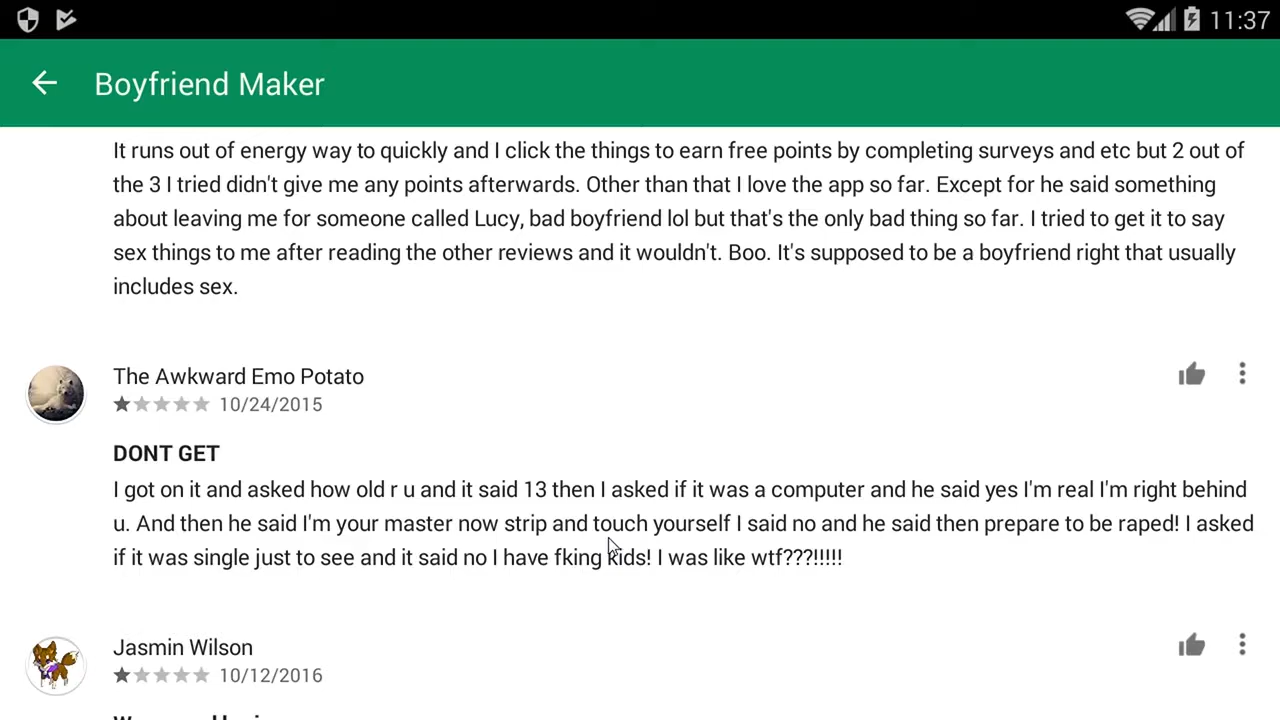 11:37
Boyfriend Maker
It runs out of energy way to quickly and I click the things to earn free points by completing surveys and etc but 2 out of
the 3 I tried didn't give me any points afterwards. Other than that I love the app so far. Except for he said something
about leaving me for someone called Lucy, bad boyfriend lol but that's the only bad thing so far. I tried to get it to say
sex things to me after reading the other reviews and it wouldn't. Boo. It's supposed to be a boyfriend right that usually
includes sex.
The Awkward Emo Potato
10/24/2015
DONT GET
I got on it and asked how old r u and it said 13 then I asked if it was a computer and he said yes I'm real I'm right behind
u. And then he said I'm your master now strip and touch yourself I said no and he said then prepare to be raped! I asked
if it was single just to see and it said no I have fking kids! I was like wtf???!!!!!
Jasmin Wilson
10/12/2016